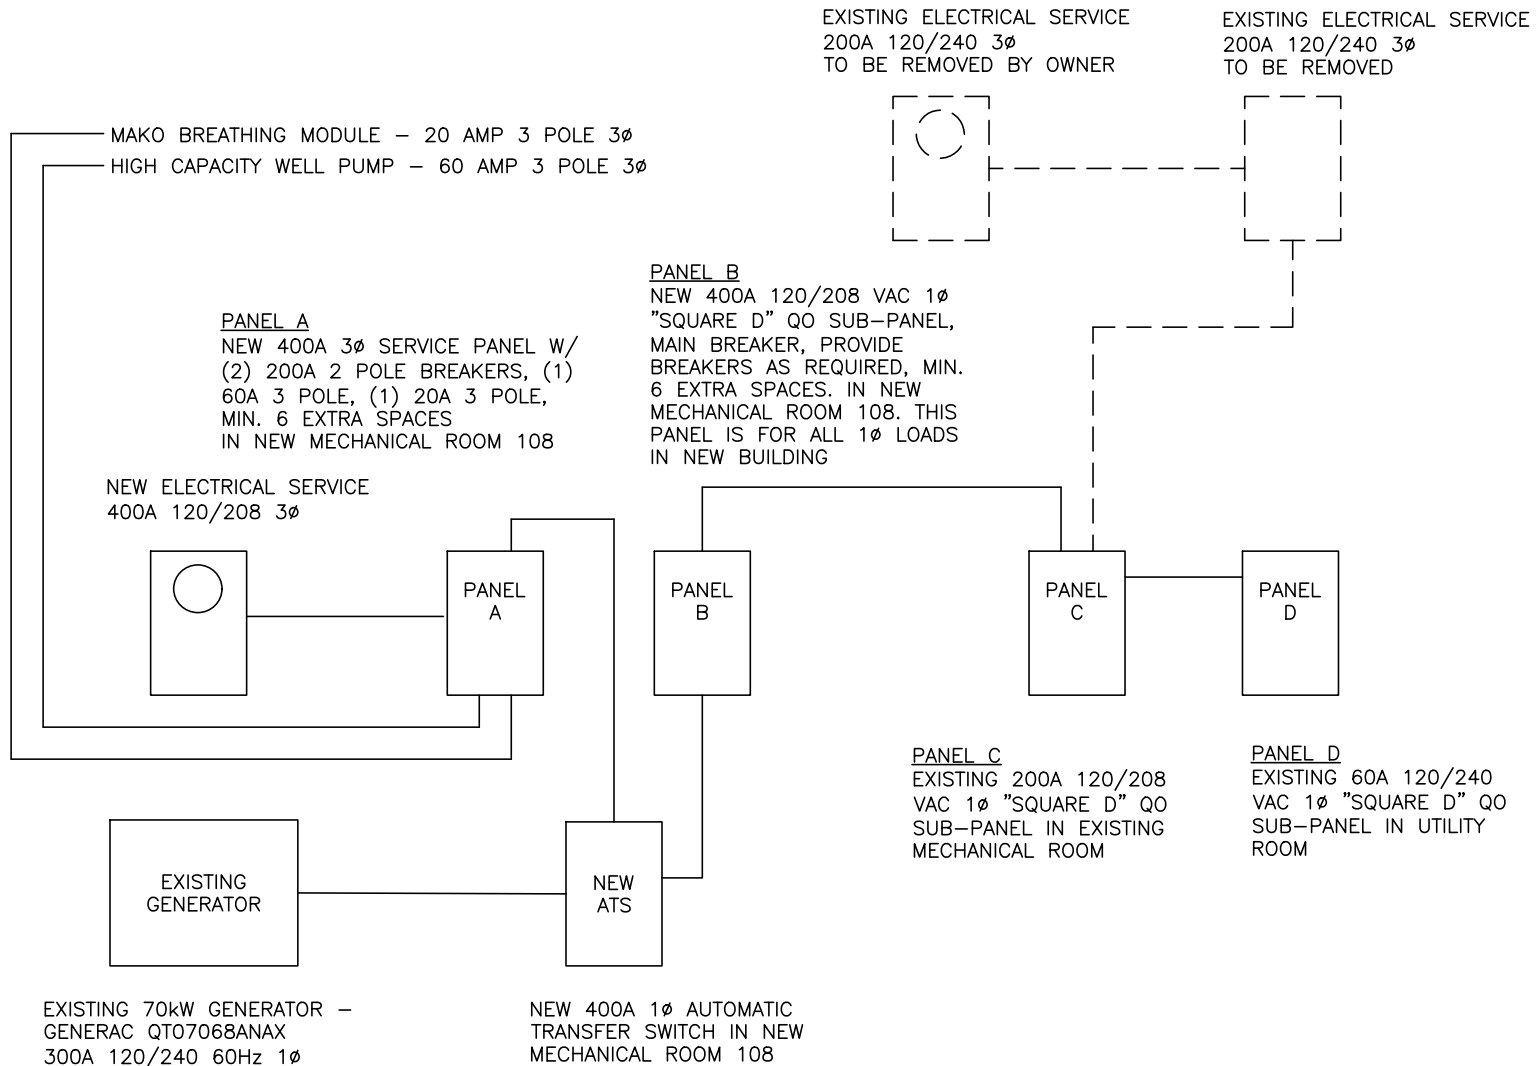 EXISTING ELECTRICAL SERVICE
200A 120/240 3ø
TO BE REMOVED BY OWNER
EXISTING ELECTRICAL SERVICE
200A 120/240 3ø
TO BE REMOVED
MAKO BREATHING MODULE – 20 AMP 3 POLE 3ø
HIGH CAPACITY WELL PUMP – 60 AMP 3 POLE 3ø
PANEL A
NEW 400A 3ø SERVICE PANEL W/
(2) 200A 2 POLE BREAKERS, (1)
60A 3 POLE, (1) 20A 3 POLE,
MIN. 6 EXTRA SPACES
IN NEW MECHANICAL ROOM 108
PANEL B
NEW 400A 120/208 VAC 1ø
"SQUARE D" QO SUB–PANEL,
MAIN BREAKER, PROVIDE
BREAKERS AS REQUIRED, MIN.
6 EXTRA SPACES. IN NEW
MECHANICAL ROOM 108. THIS
PANEL IS FOR ALL 1ø LOADS
IN NEW BUILDING
NEW ELECTRICAL SERVICE
400A 120/208 3ø
PANEL
A
PANEL
B
PANEL
C
PANEL
D
PANEL C
EXISTING 200A 120/208
VAC 1ø "SQUARE D" QO
SUB–PANEL IN EXISTING
MECHANICAL ROOM
PANEL D
EXISTING 60A 120/240
VAC 1ø "SQUARE D" QO
SUB–PANEL IN UTILITY
ROOM
EXISTING
GENERATOR
NEW
ATS
EXISTING 70kW GENERATOR –
GENERAC QT07068ANAX
300A 120/240 60Hz 1ø
NEW 400A 1ø AUTOMATIC
TRANSFER SWITCH IN NEW
MECHANICAL ROOM 108